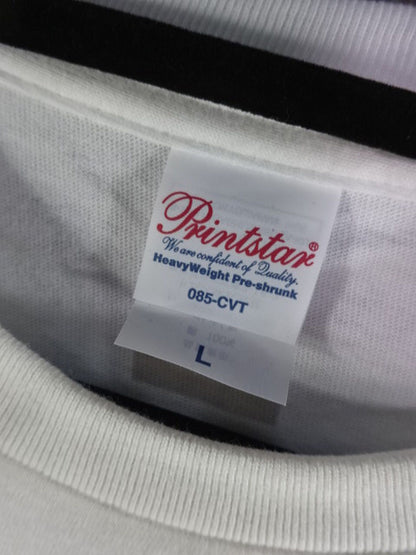 Printstar®
We are confident of Quality.
HeavyWeight Pre-shrunk
085-CVT
L